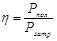 η = P_пол / P_затр